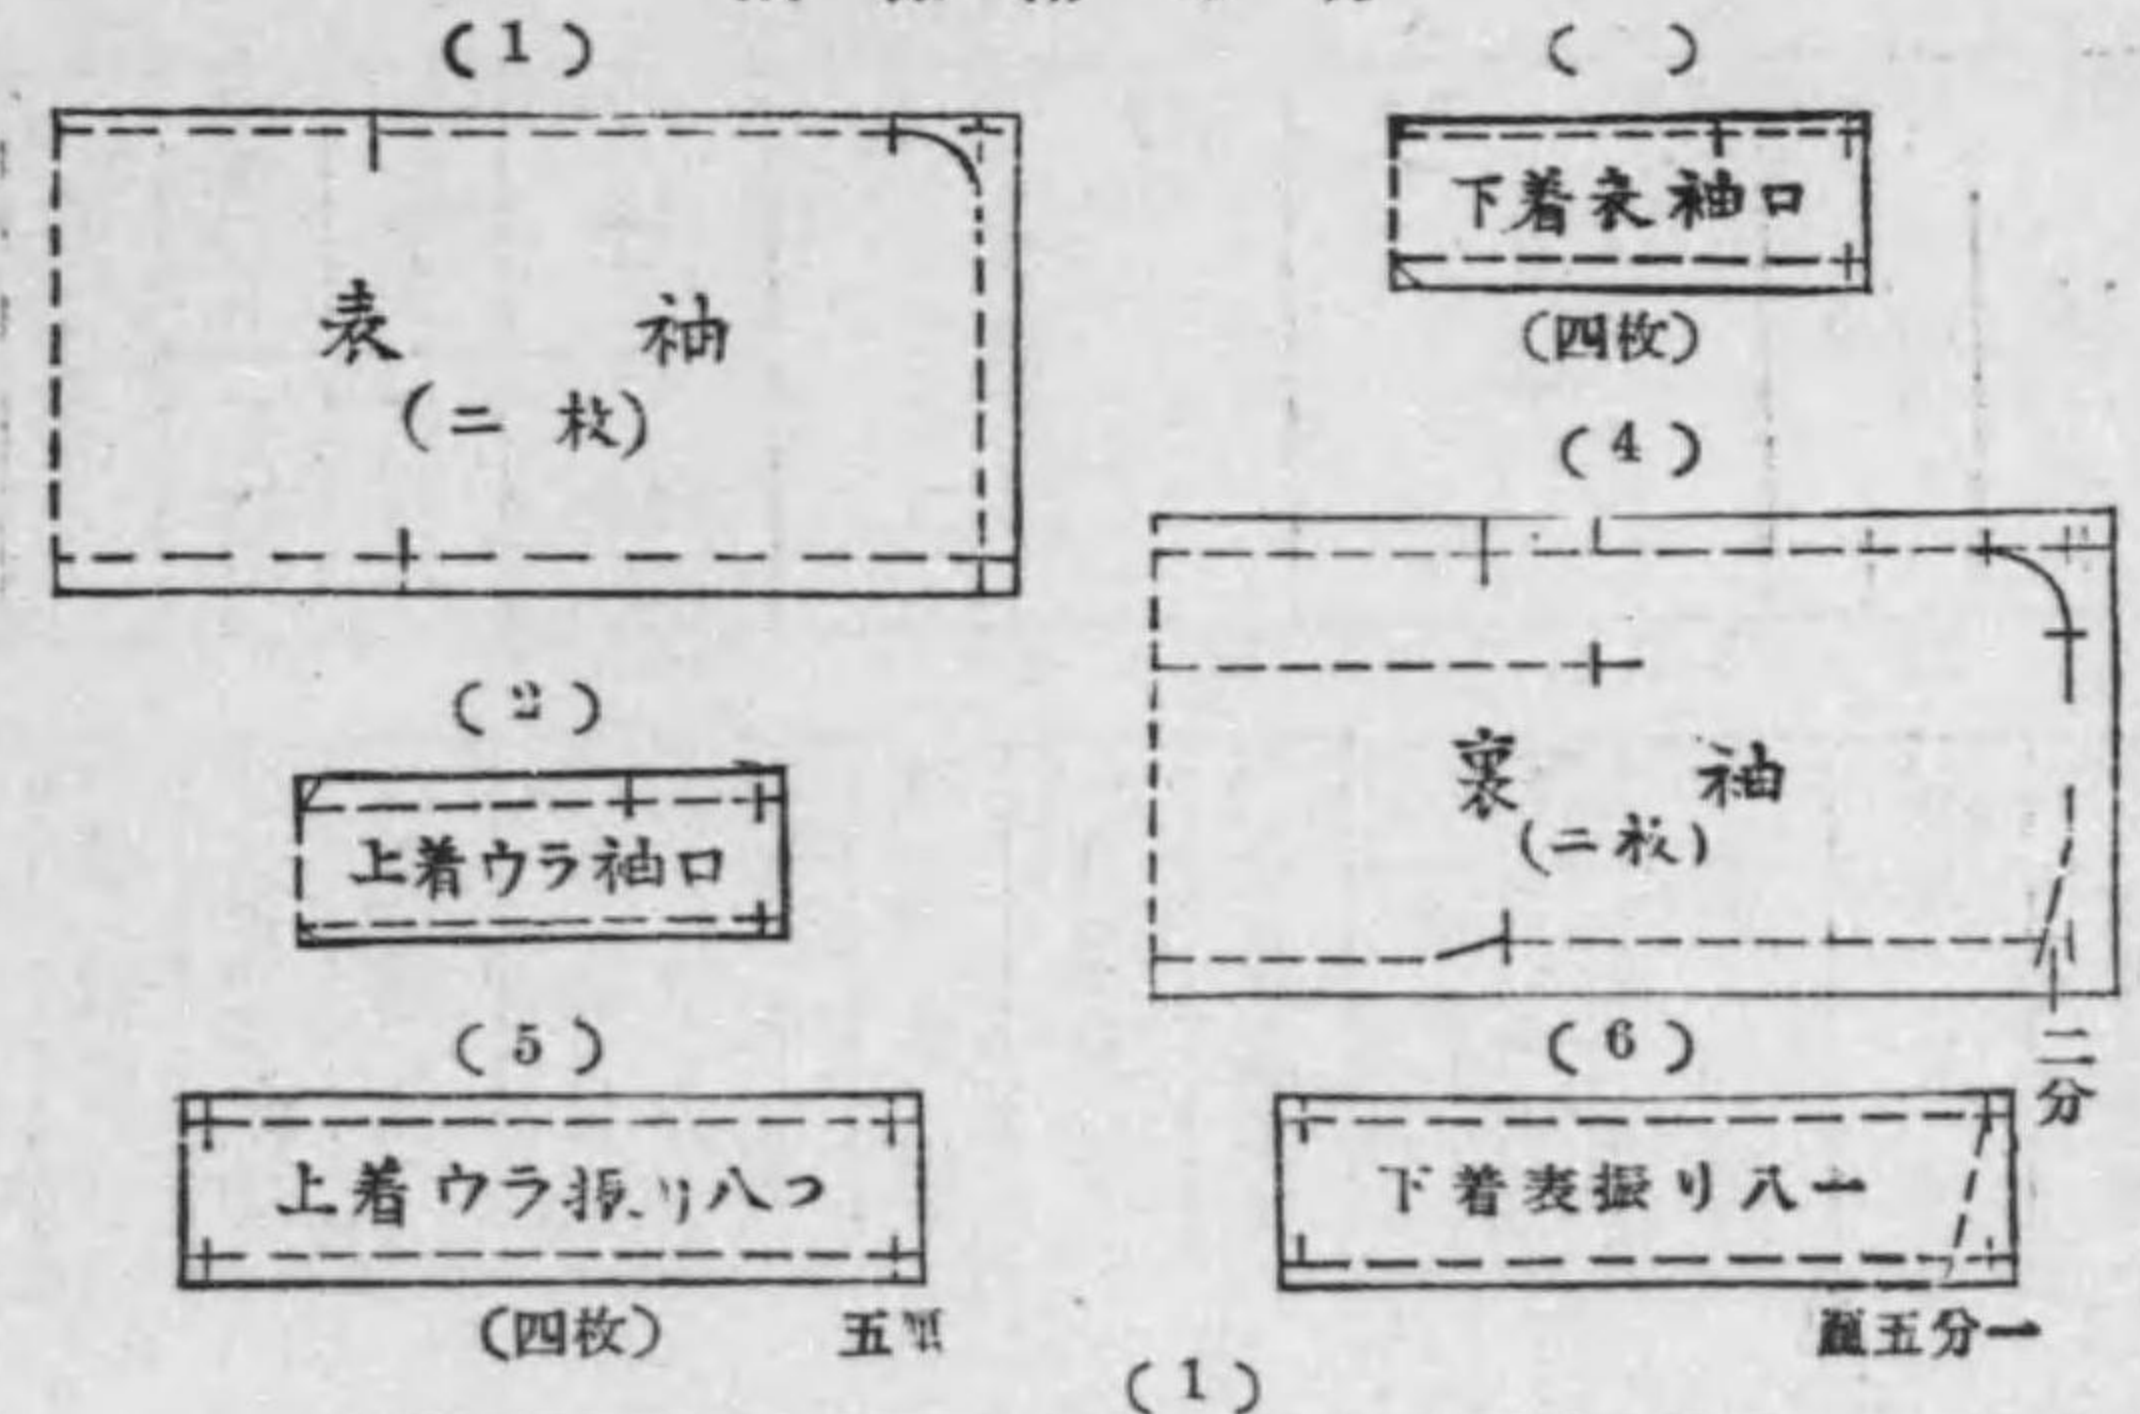 (1)
表 袖
(二枚)
(2)
上着ウラ袖口
( )
下着表袖口
(四枚)
(4)
裏 袖
(二枚)
二分
(5)
上着ウラ振り八つ
(四枚)
五
(6)
下着表振り八
五分一
(1)